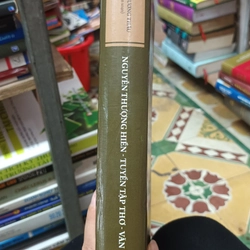 NGUYỄN THƯỢNG HIỀN - TUYỂN TẬP THƠ - VĂN